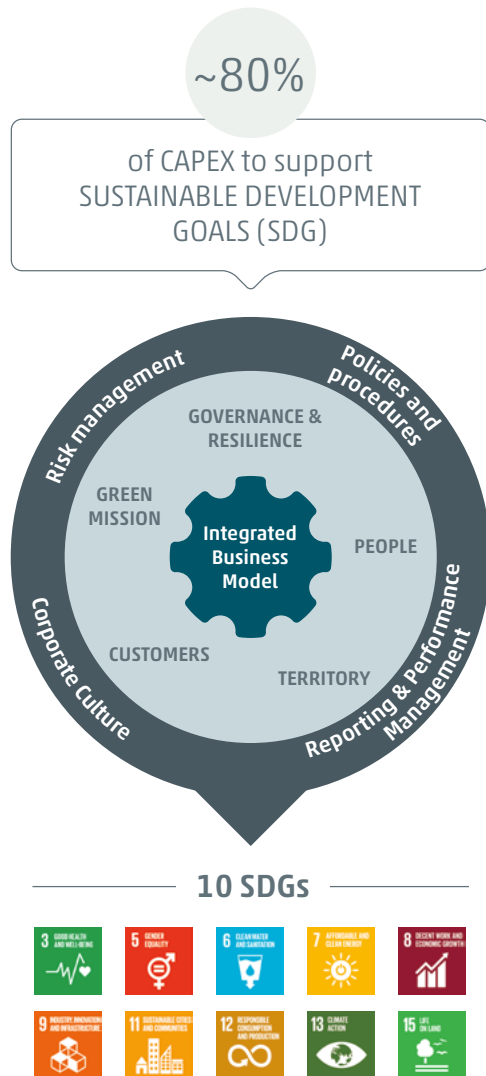 ~80%
of CAPEX to support
SUSTAINABLE DEVELOPMENT
GOALS (SDG)
Risk management
Policies and
procedures
GOVERNANCE &
RESILIENCE
GREEN
MISSION
Integrated
Business
Model
PEOPLE
CUSTOMERS
TERRITORY
Corporate Culture
Reporting & Performance
Management
10 SDGs
3 GOOD HEALTH
AND WELL-BEING
5 GENDER
EQUALITY
6 CLEAN WATER
AND SANITATION
7 AFFORDABLE AND
CLEAN ENERGY
8 DECENT WORK AND
ECONOMIC GROWTH
9 INDUSTRY, INNOVATION
AND INFRASTRUCTURE
11 SUSTAINABLE CITIES
AND COMMUNITIES
12 RESPONSIBLE
CONSUMPTION
AND PRODUCTION
13 CLIMATE
ACTION
15 LIFE
ON LAND